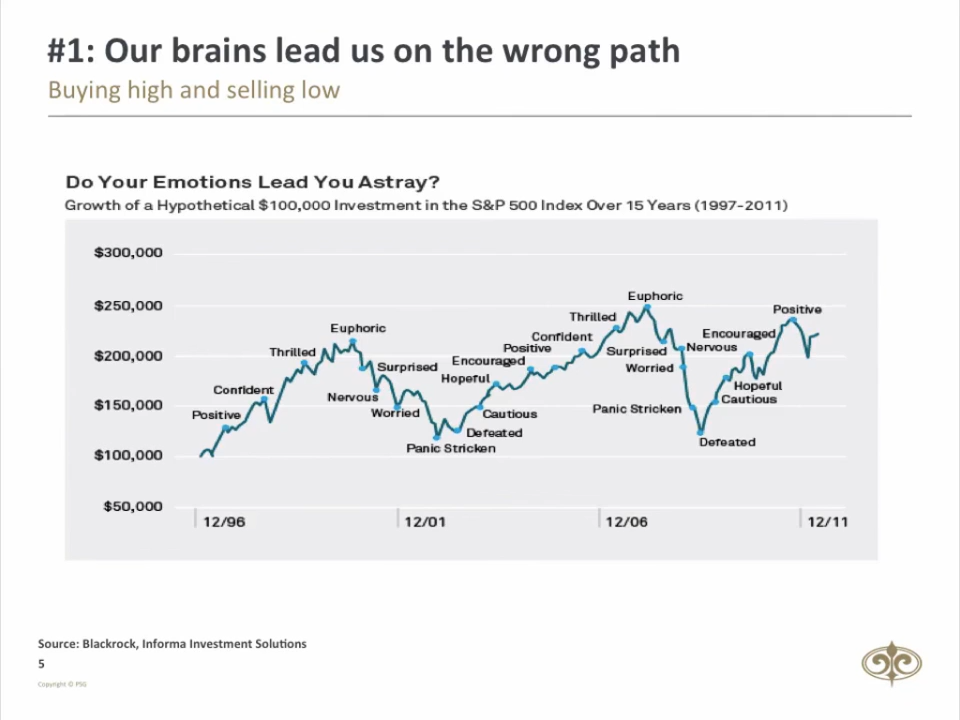 #1: Our brains lead us on the wrong path
Buying high and selling low
Do Your Emotions Lead You Astray?
Growth of a Hypothetical $100,000 Investment in the S&P 500 Index Over 15 Years (1997-2011)
$300,000
$250,000
$200,000
$150,000
$100,000
$50,000
Positive
Confident
Thrilled
Euphoric
Surprised
Nervous
Worried
Panic Stricken
Defeated
Cautious
Hopeful
Encouraged
Positive
Confident
Thrilled
Euphoric
Surprised
Nervous
Worried
Panic Stricken
Defeated
Cautious
Hopeful
Encouraged
Positive
12/96
12/01
12/06
12/11
Source: Blackrock, Informa Investment Solutions
5
Copyright © PSG